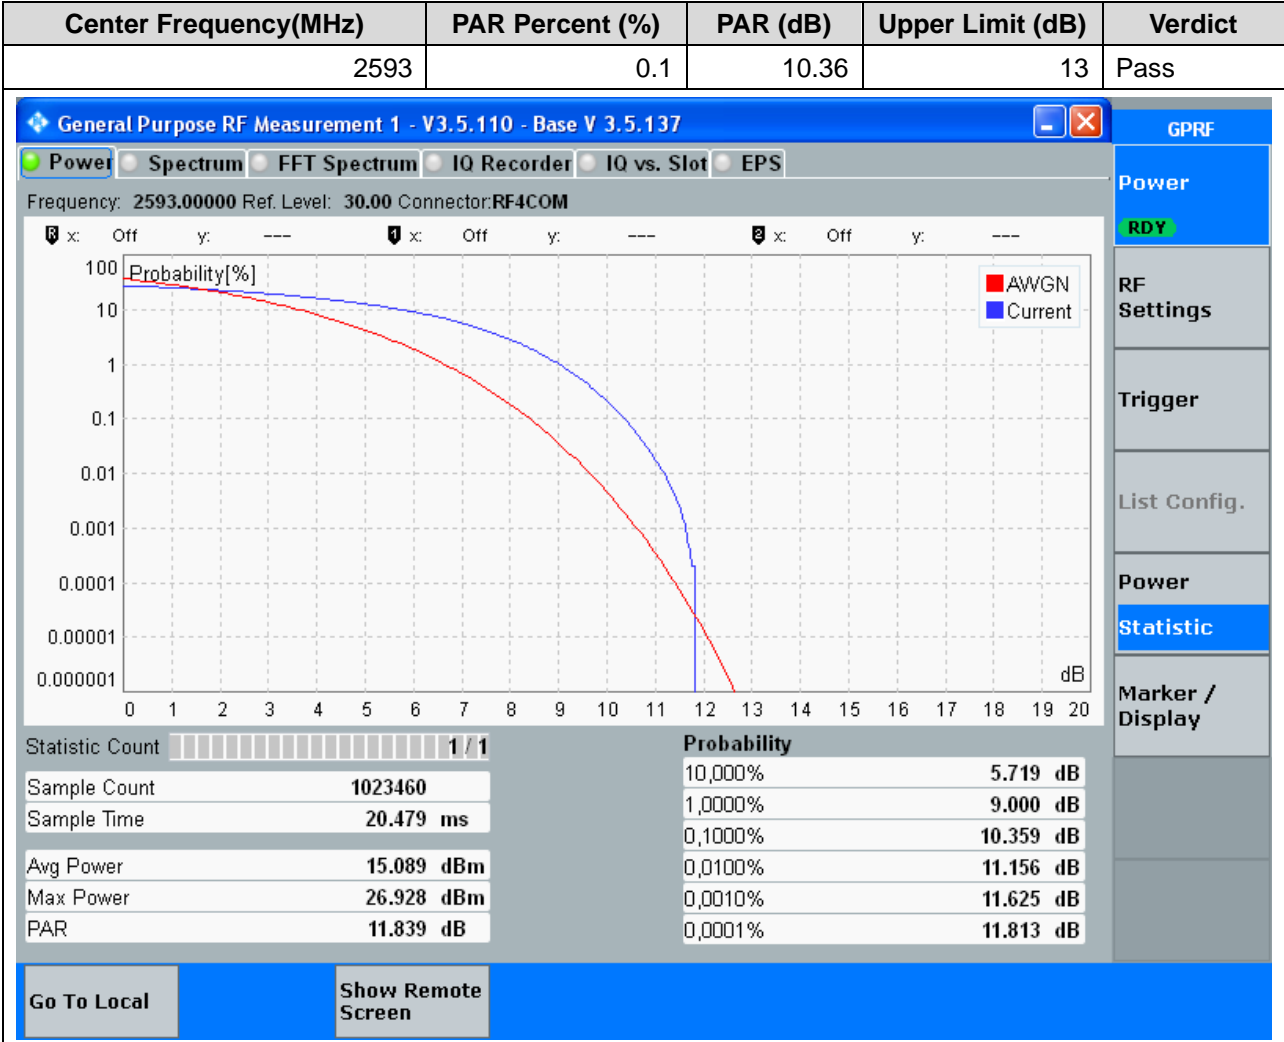 Center Frequency(MHz) PAR Percent (%) PAR (dB) Upper Limit (dB) Verdict
2593 0.1 10.36 13 Pass
General Purpose RF Measurement 1 - V3.5.110 - Base V 3.5.137
GPRF
Power Spectrum FFT Spectrum IQ Recorder IQ vs. Slot EPS
Frequency: 2593.00000 Ref. Level: 30.00 Connector:RF4COM
R x: Off y: --- 1 x: Off y: --- 2 x: Off y: ---
Probability[%]
AWGN
Current
100
10
1
0.1
0.01
0.001
0.0001
0.00001
0.000001
dB
0 1 2 3 4 5 6 7 8 9 10 11 12 13 14 15 16 17 18 19 20
Statistic Count 1 / 1
Sample Count 1023460
Sample Time 20.479 ms
Avg Power 15.089 dBm
Max Power 26.928 dBm
PAR 11.839 dB
Probability
10,000% 5.719 dB
1,0000% 9.000 dB
0,1000% 10.359 dB
0,0100% 11.156 dB
0,0010% 11.625 dB
0,0001% 11.813 dB
Power
RDY
RF
Settings
Trigger
List Config.
Power
Statistic
Marker /
Display
Go To Local
Show Remote
Screen